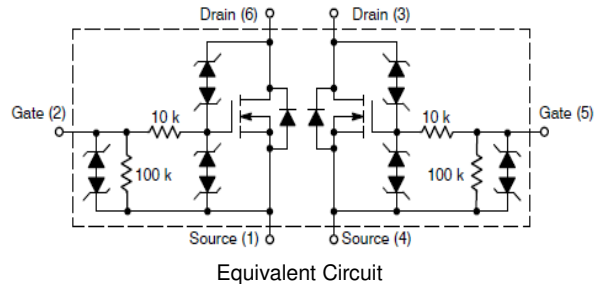 Drain (6) Drain (3)
Gate (2) 10 k 10 k Gate (5)
100 k 100 k
Source (1) Source (4)
Equivalent Circuit